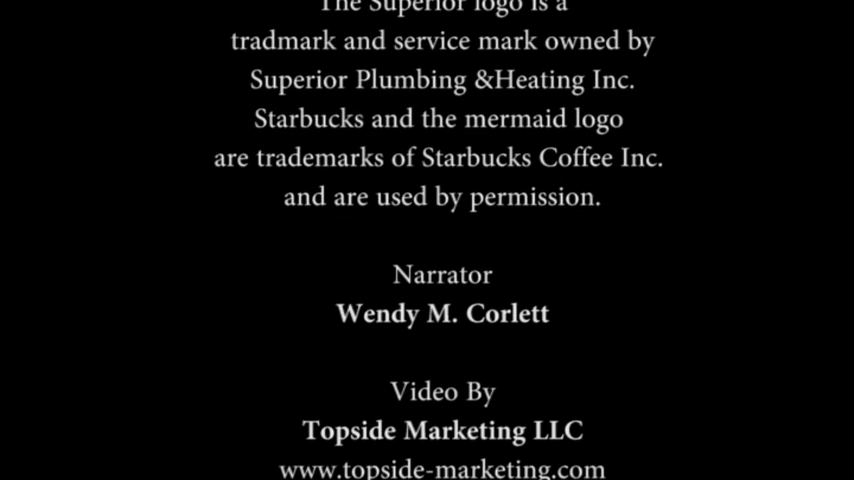 The Superior logo is a
tradmark and service mark owned by
Superior Plumbing &Heating Inc.
Starbucks and the mermaid logo
are trademarks of Starbucks Coffee Inc.
and are used by permission.
Narrator
Wendy M. Corlett
Video By
Topside Marketing LLC
www.topside-marketing.com